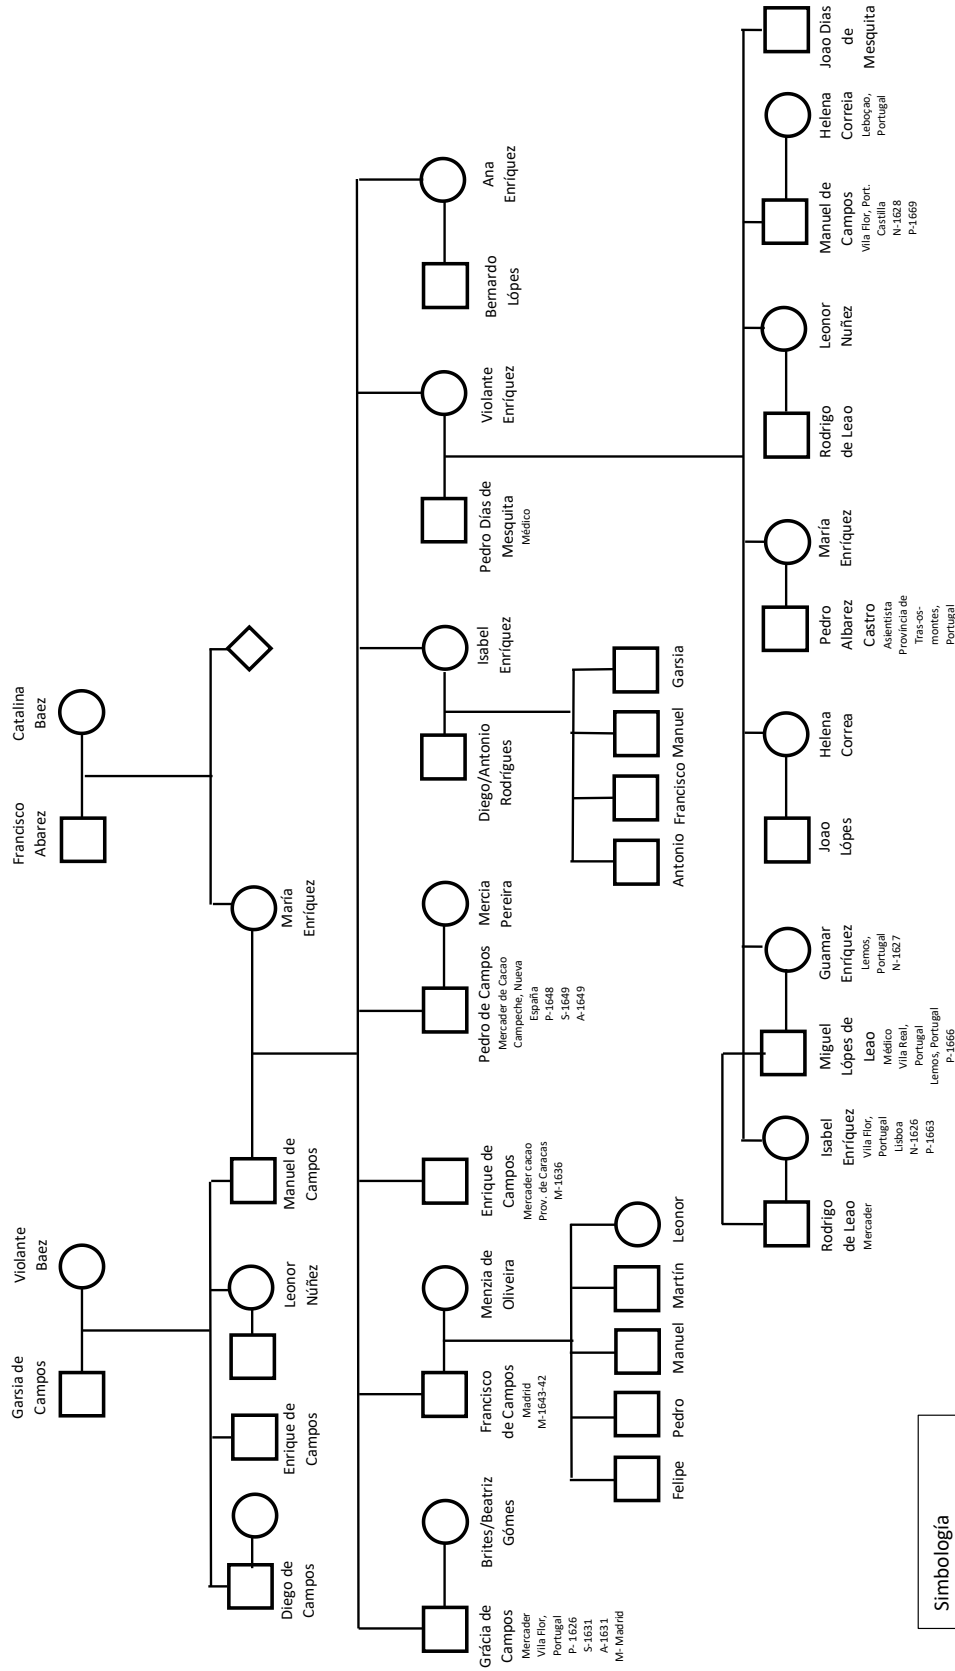 Garsia de
Campos
Violante
Baez
Francisco
Abarez
Catalina
Baez
Diego de
Campos
Enrique de
Campos
Leonor
Núñez
Manuel de
Campos
María
Enríquez
Grácia de
Campos
Mercader
Vila Flor,
Portugal
P- 1626
S-1631
A-1631
M- Madrid
Brites/Beatriz
Gómes
Francisco
de Campos
Madrid
M-1643-42
Menzia de
Oliveira
Enrique de
Campos
Mercader cacao
Prov. de Caracas
M-1636
Pedro de Campos
Mercader de Cacao
Campeche, Nueva
España
P-1648
S-1649
A-1649
Mercia
Pereira
Diego/Antonio
Rodrígues
Isabel
Enríquez
Pedro Días de
Mesquita
Médico
Violante
Enríquez
Bernardo
Lópes
Ana
Enríquez
Felipe
Pedro
Manuel
Martín
Leonor
Antonio
Francisco
Manuel
Garsia
Rodrigo
de Leao
Mercader
Isabel
Enríquez
Vila Flor,
Portugal
Lisboa
N-1626
P-1663
Miguel
Lópes de
Leao
Médico
Vila Real,
Portugal
Lemos, Portugal
P-1666
Guamar
Enríquez
Lemos,
Portugal
N-1627
Joao
Lópes
Helena
Correa
Pedro
Albarez
Castro
Asientista
Província de
Tras-os-
montes,
Portugal
María
Enríquez
Rodrigo
de Leao
Leonor
Nuñez
Manuel de
Campos
Vila Flor, Port.
Castilla
N-1628
P-1669
Helena
Correia
Leboçao,
Portugal
Joao Dias
de
Mesquita
Simbología